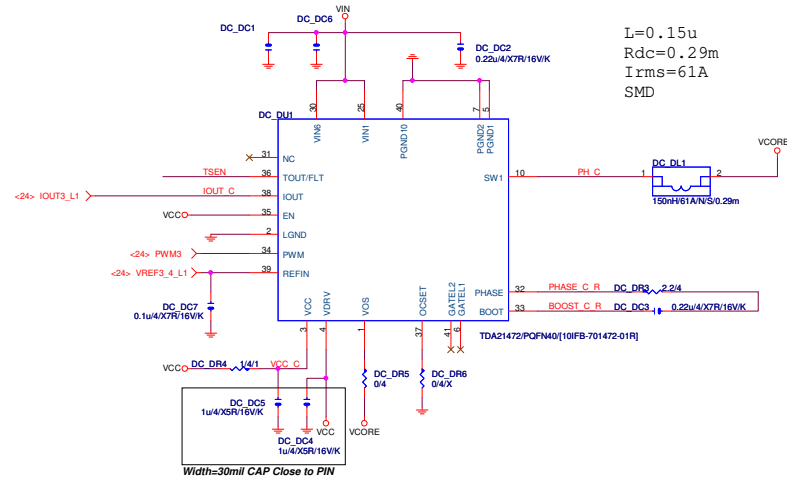 VIN
DC_DC1
DC_DC6
DC_DC2
0.22u/4/X7R/16V/K
L=0.15u
Rdc=0.29m
Irms=61A
SMD
DC_DU1
30
25
40
7
5
VIN6
VIN1
PGND10
PGND2
PGND1
VCORE
31
NC
TSEN
36
TOUT/FLT
<24> IOUT3_L1
IOUT_C
38
IOUT
VCC
35
EN
2
LGND
<24> PWM3
34
PWM
<24> VREF3_4_L1
39
REFIN
SW1
10
PH_C
DC_DL1
1
2
150nH/61A/N/S/0.29m
DC_DC7
0.1u/4/X7R/16V/K
PHASE
32
PHASE_C_R
DC_DR3
2.2/4
BOOT
33
BOOST_C_R
DC_DC3
0.22u/4/X7R/16V/K
VCC
VDRV
VOS
OCSET
GATEL2
GATEL1
3
4
1
37
41
6
TDA21472/PQFN40/[10IFB-701472-01R]
VCC
DC_DR4
1/4/1
VCC_C
DC_DR5
0/4
DC_DR6
0/4/X
DC_DC5
1u/4/X5R/16V/K
DC_DC4
1u/4/X5R/16V/K
VCC
VCORE
Width=30mil CAP Close to PIN